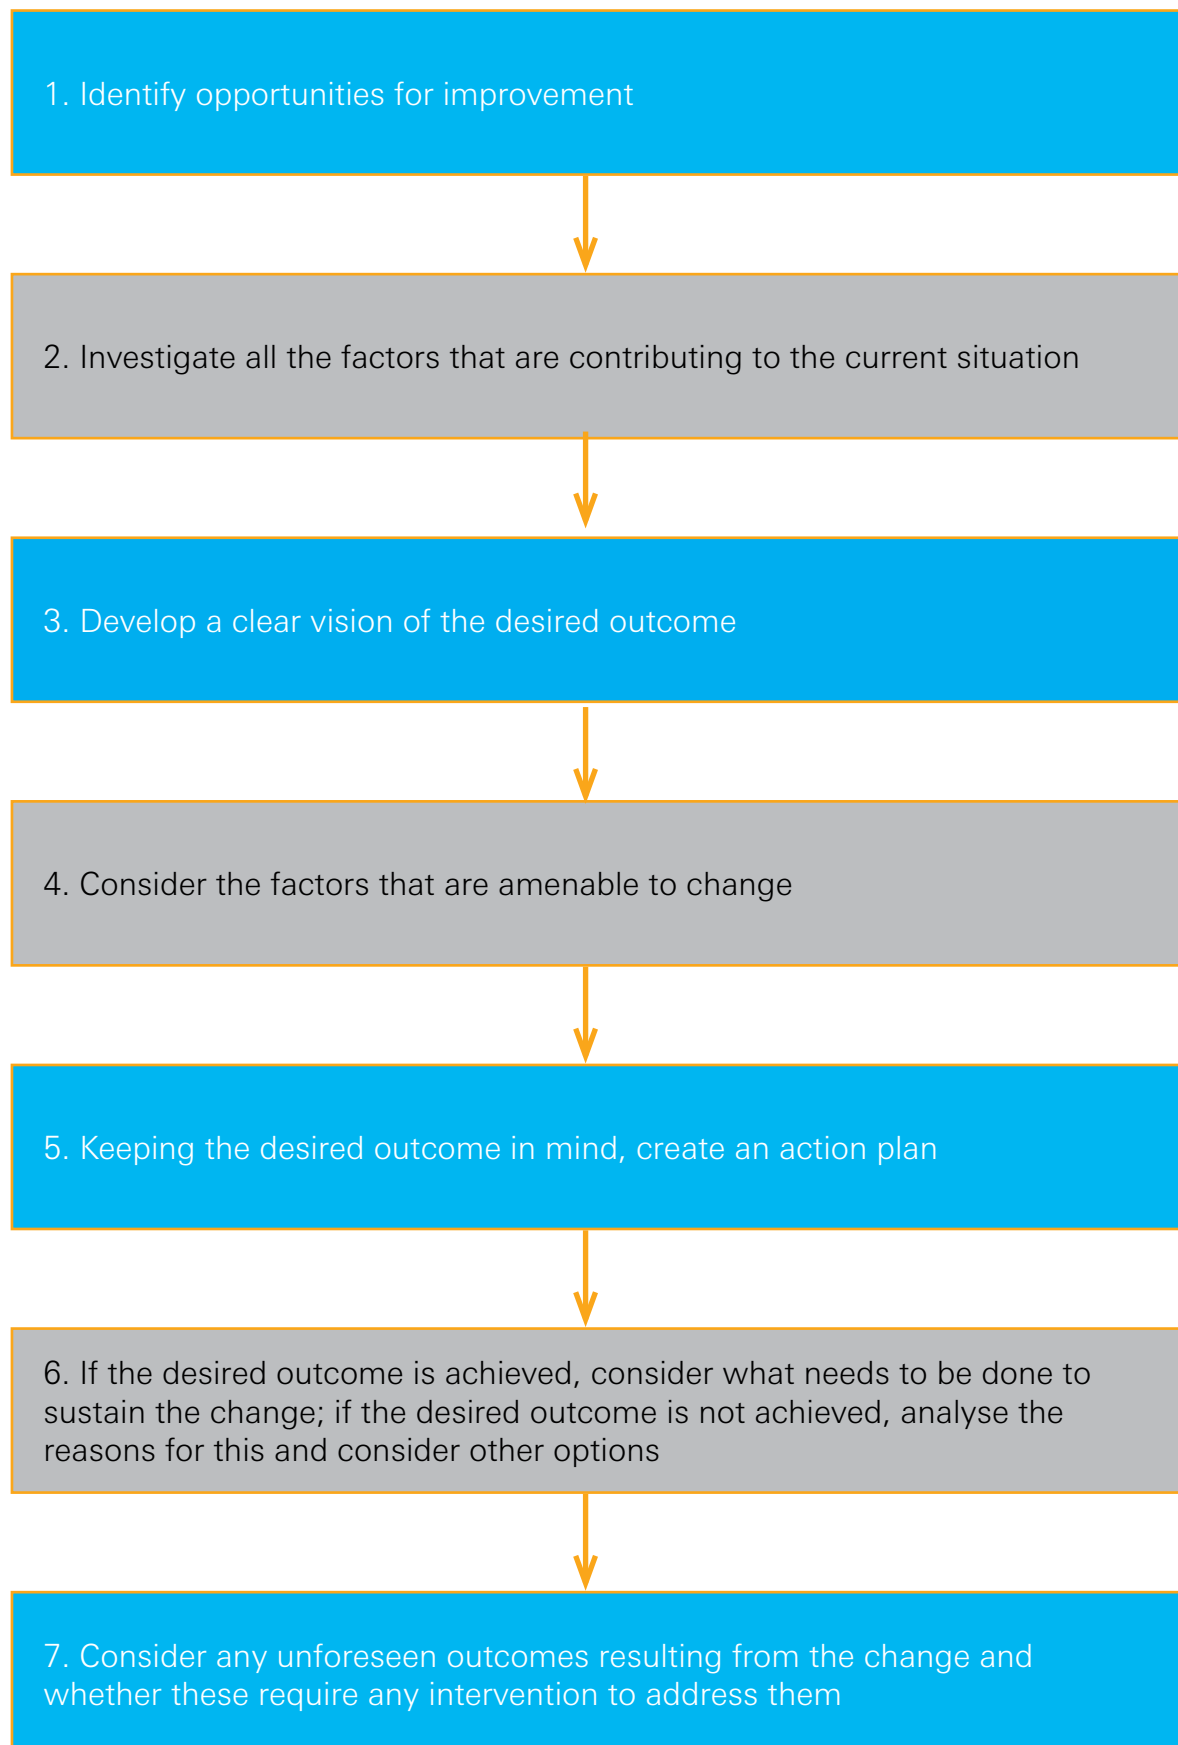 1. Identify opportunities for improvement
2. Investigate all the factors that are contributing to the current situation
3. Develop a clear vision of the desired outcome
4. Consider the factors that are amenable to change
5. Keeping the desired outcome in mind, create an action plan
6. If the desired outcome is achieved, consider what needs to be done to
sustain the change; if the desired outcome is not achieved, analyse the
reasons for this and consider other options
7. Consider any unforeseen outcomes resulting from the change and
whether these require any intervention to address them